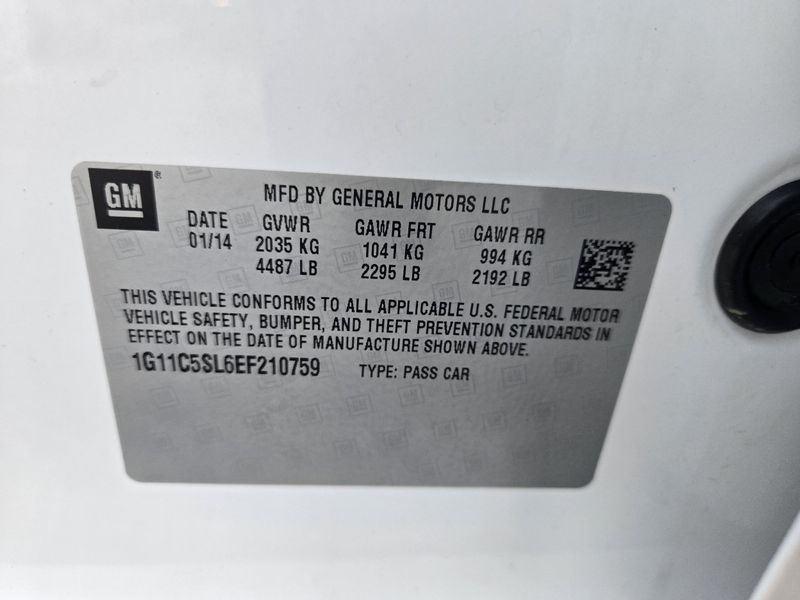 GM®
MFD BY GENERAL MOTORS LLC
DATE GVWR GAWR FRT GAWR RR
01/14 2035 KG 1041 KG 994 KG
4487 LB 2295 LB 2192 LB
THIS VEHICLE CONFORMS TO ALL APPLICABLE U.S. FEDERAL MOTOR
VEHICLE SAFETY, BUMPER, AND THEFT PREVENTION STANDARDS IN
EFFECT ON THE DATE OF MANUFACTURE SHOWN ABOVE.
1G11C5SL6EF210759 TYPE: PASS CAR